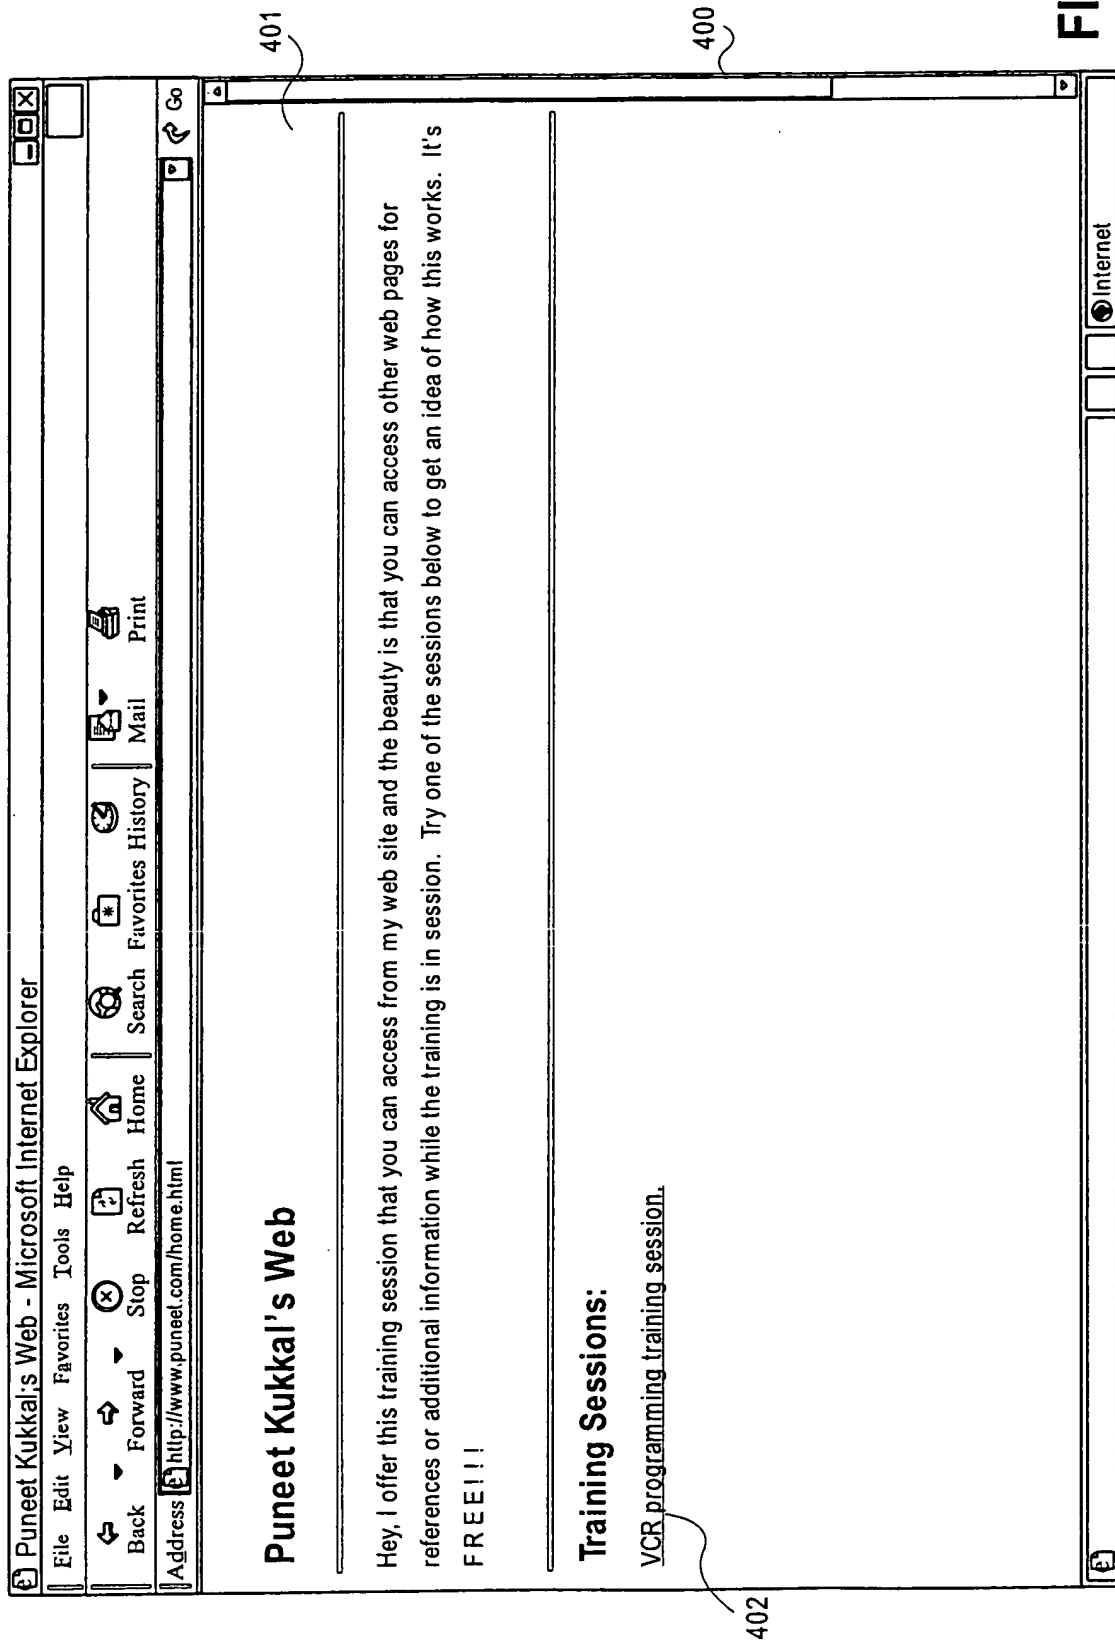 Puneet Kukkal;s Web - Microsoft Internet Explorer
File Edit View Favorites Tools Help
Back Forward Stop Refresh Home Search Favorites History Mail Print
Address http://www.puneet.com/home.html Go
401
Puneet Kukkal's Web
Hey, I offer this training session that you can access from my web site and the beauty is that you can access other web pages for
references or additional information while the training is in session. Try one of the sessions below to get an idea of how this works. It's
FREE!!!
Training Sessions:
VCR programming training session.
402
400
Internet